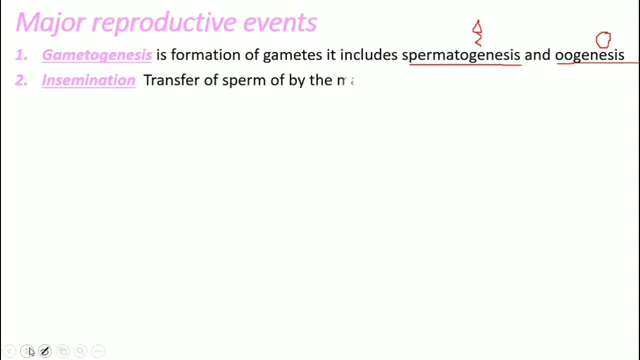 Major reproductive events
1. Gametogenesis is formation of gametes it includes spermatogenesis and oogenesis
2. Insemination Transfer of sperm of by the ma